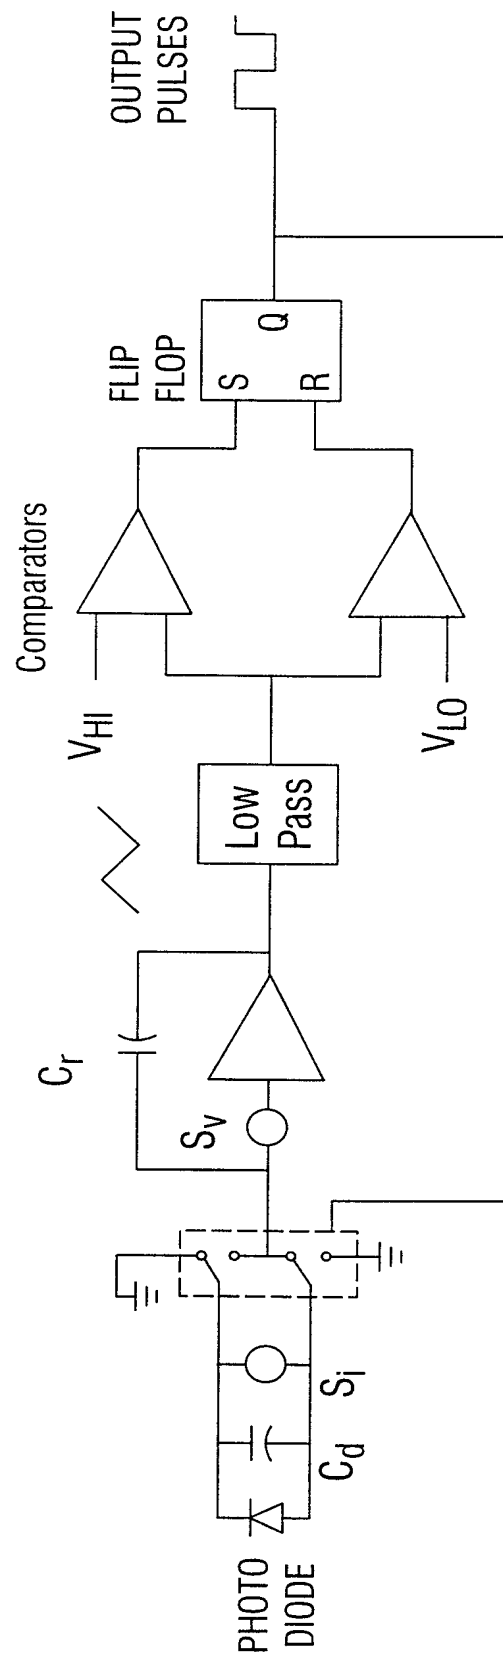 PHOTO
DIODE
C_d
S_i
S_v
C_r
Low
Pass
V_HI
V_LO
Comparators
FLIP
FLOP
S
R
Q
OUTPUT
PULSES